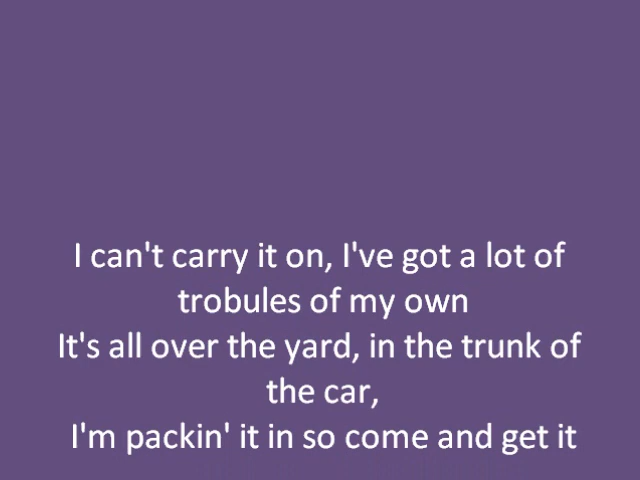 I can't carry it on, I've got a lot of
trobules of my own
It's all over the yard, in the trunk of
the car,
I'm packin' it in so come and get it